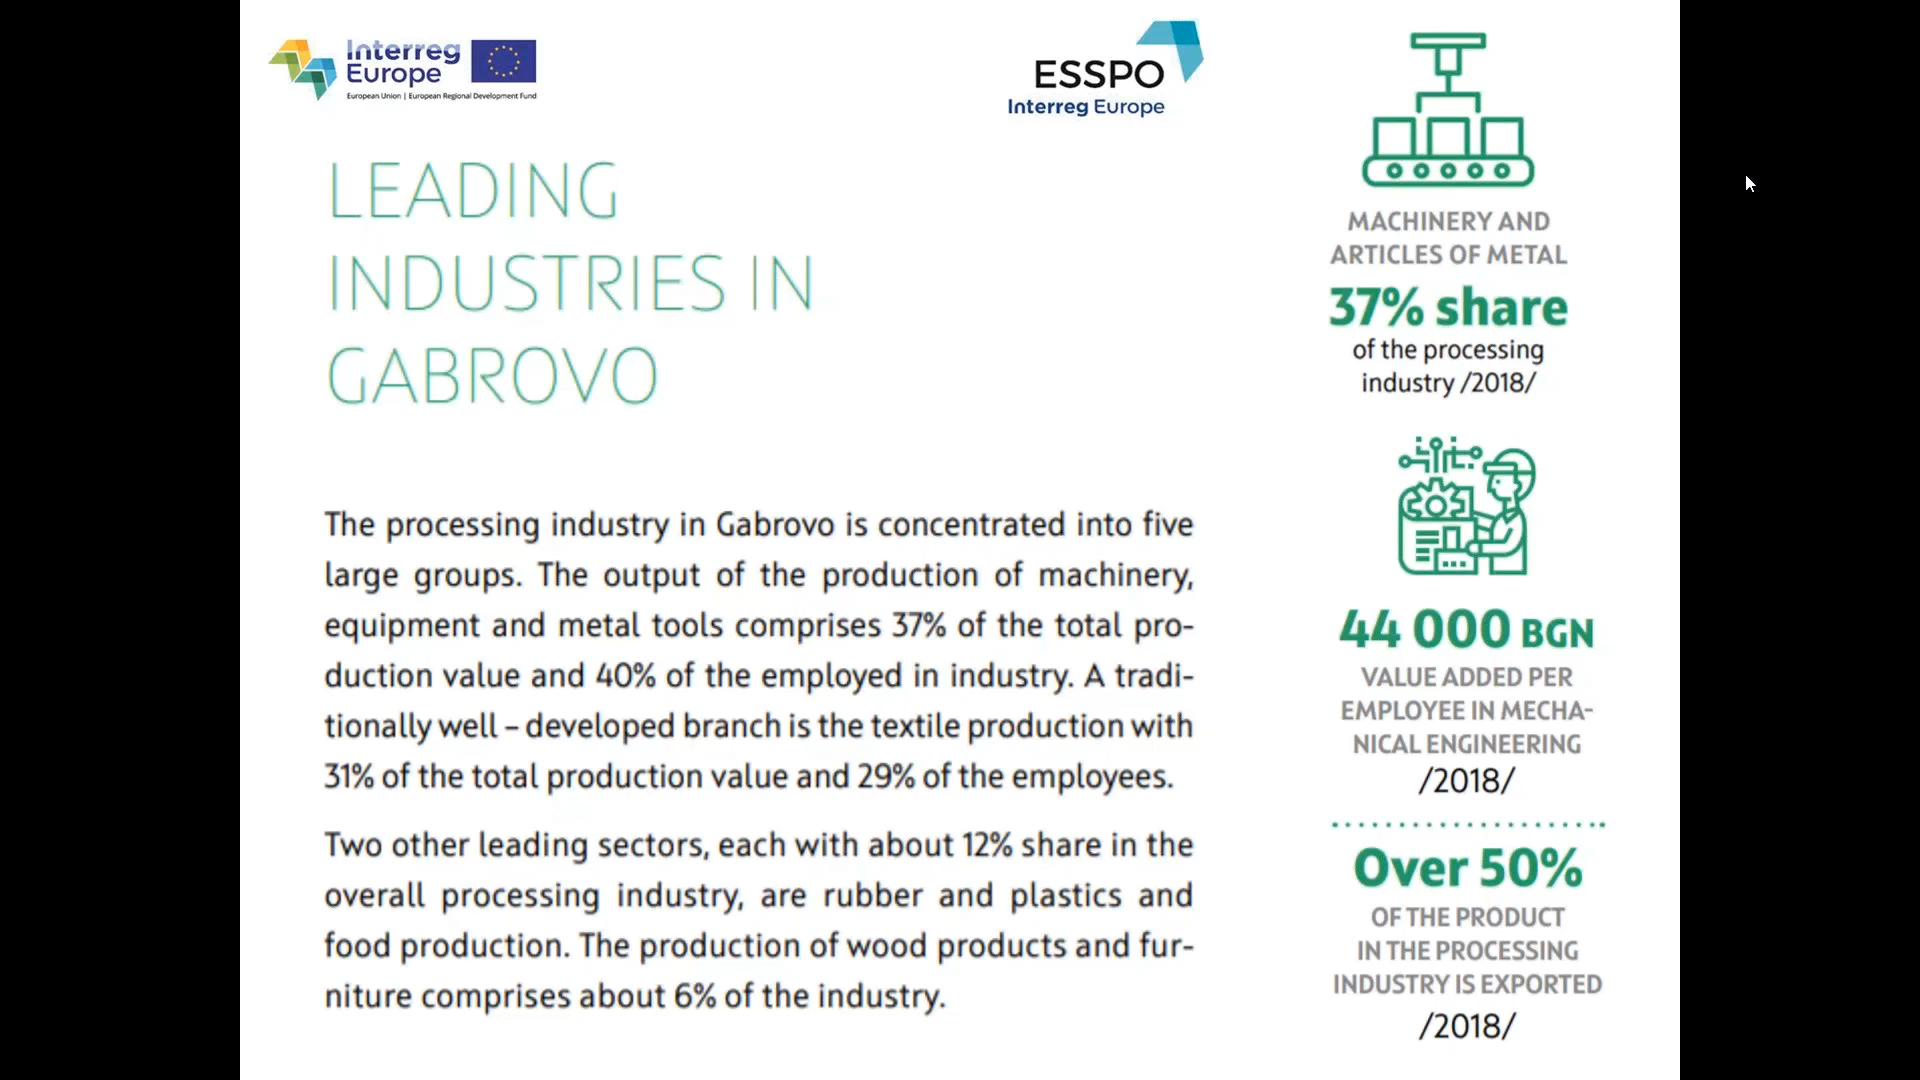 Interreg
Europe
European Union | European Regional Development Fund
ESSPO
Interreg Europe
LEADING
INDUSTRIES IN
GABROVO
The processing industry in Gabrovo is concentrated into five
large groups. The output of the production of machinery,
equipment and metal tools comprises 37% of the total pro-
duction value and 40% of the employed in industry. A tradi-
tionally well – developed branch is the textile production with
31% of the total production value and 29% of the employees.
Two other leading sectors, each with about 12% share in the
overall processing industry, are rubber and plastics and
food production. The production of wood products and fur-
niture comprises about 6% of the industry.
MACHINERY AND
ARTICLES OF METAL
37% share
of the processing
industry /2018/
44 000 BGN
VALUE ADDED PER
EMPLOYEE IN MECHA-
NICAL ENGINEERING
/2018/
Over 50%
OF THE PRODUCT
IN THE PROCESSING
INDUSTRY IS EXPORTED
/2018/